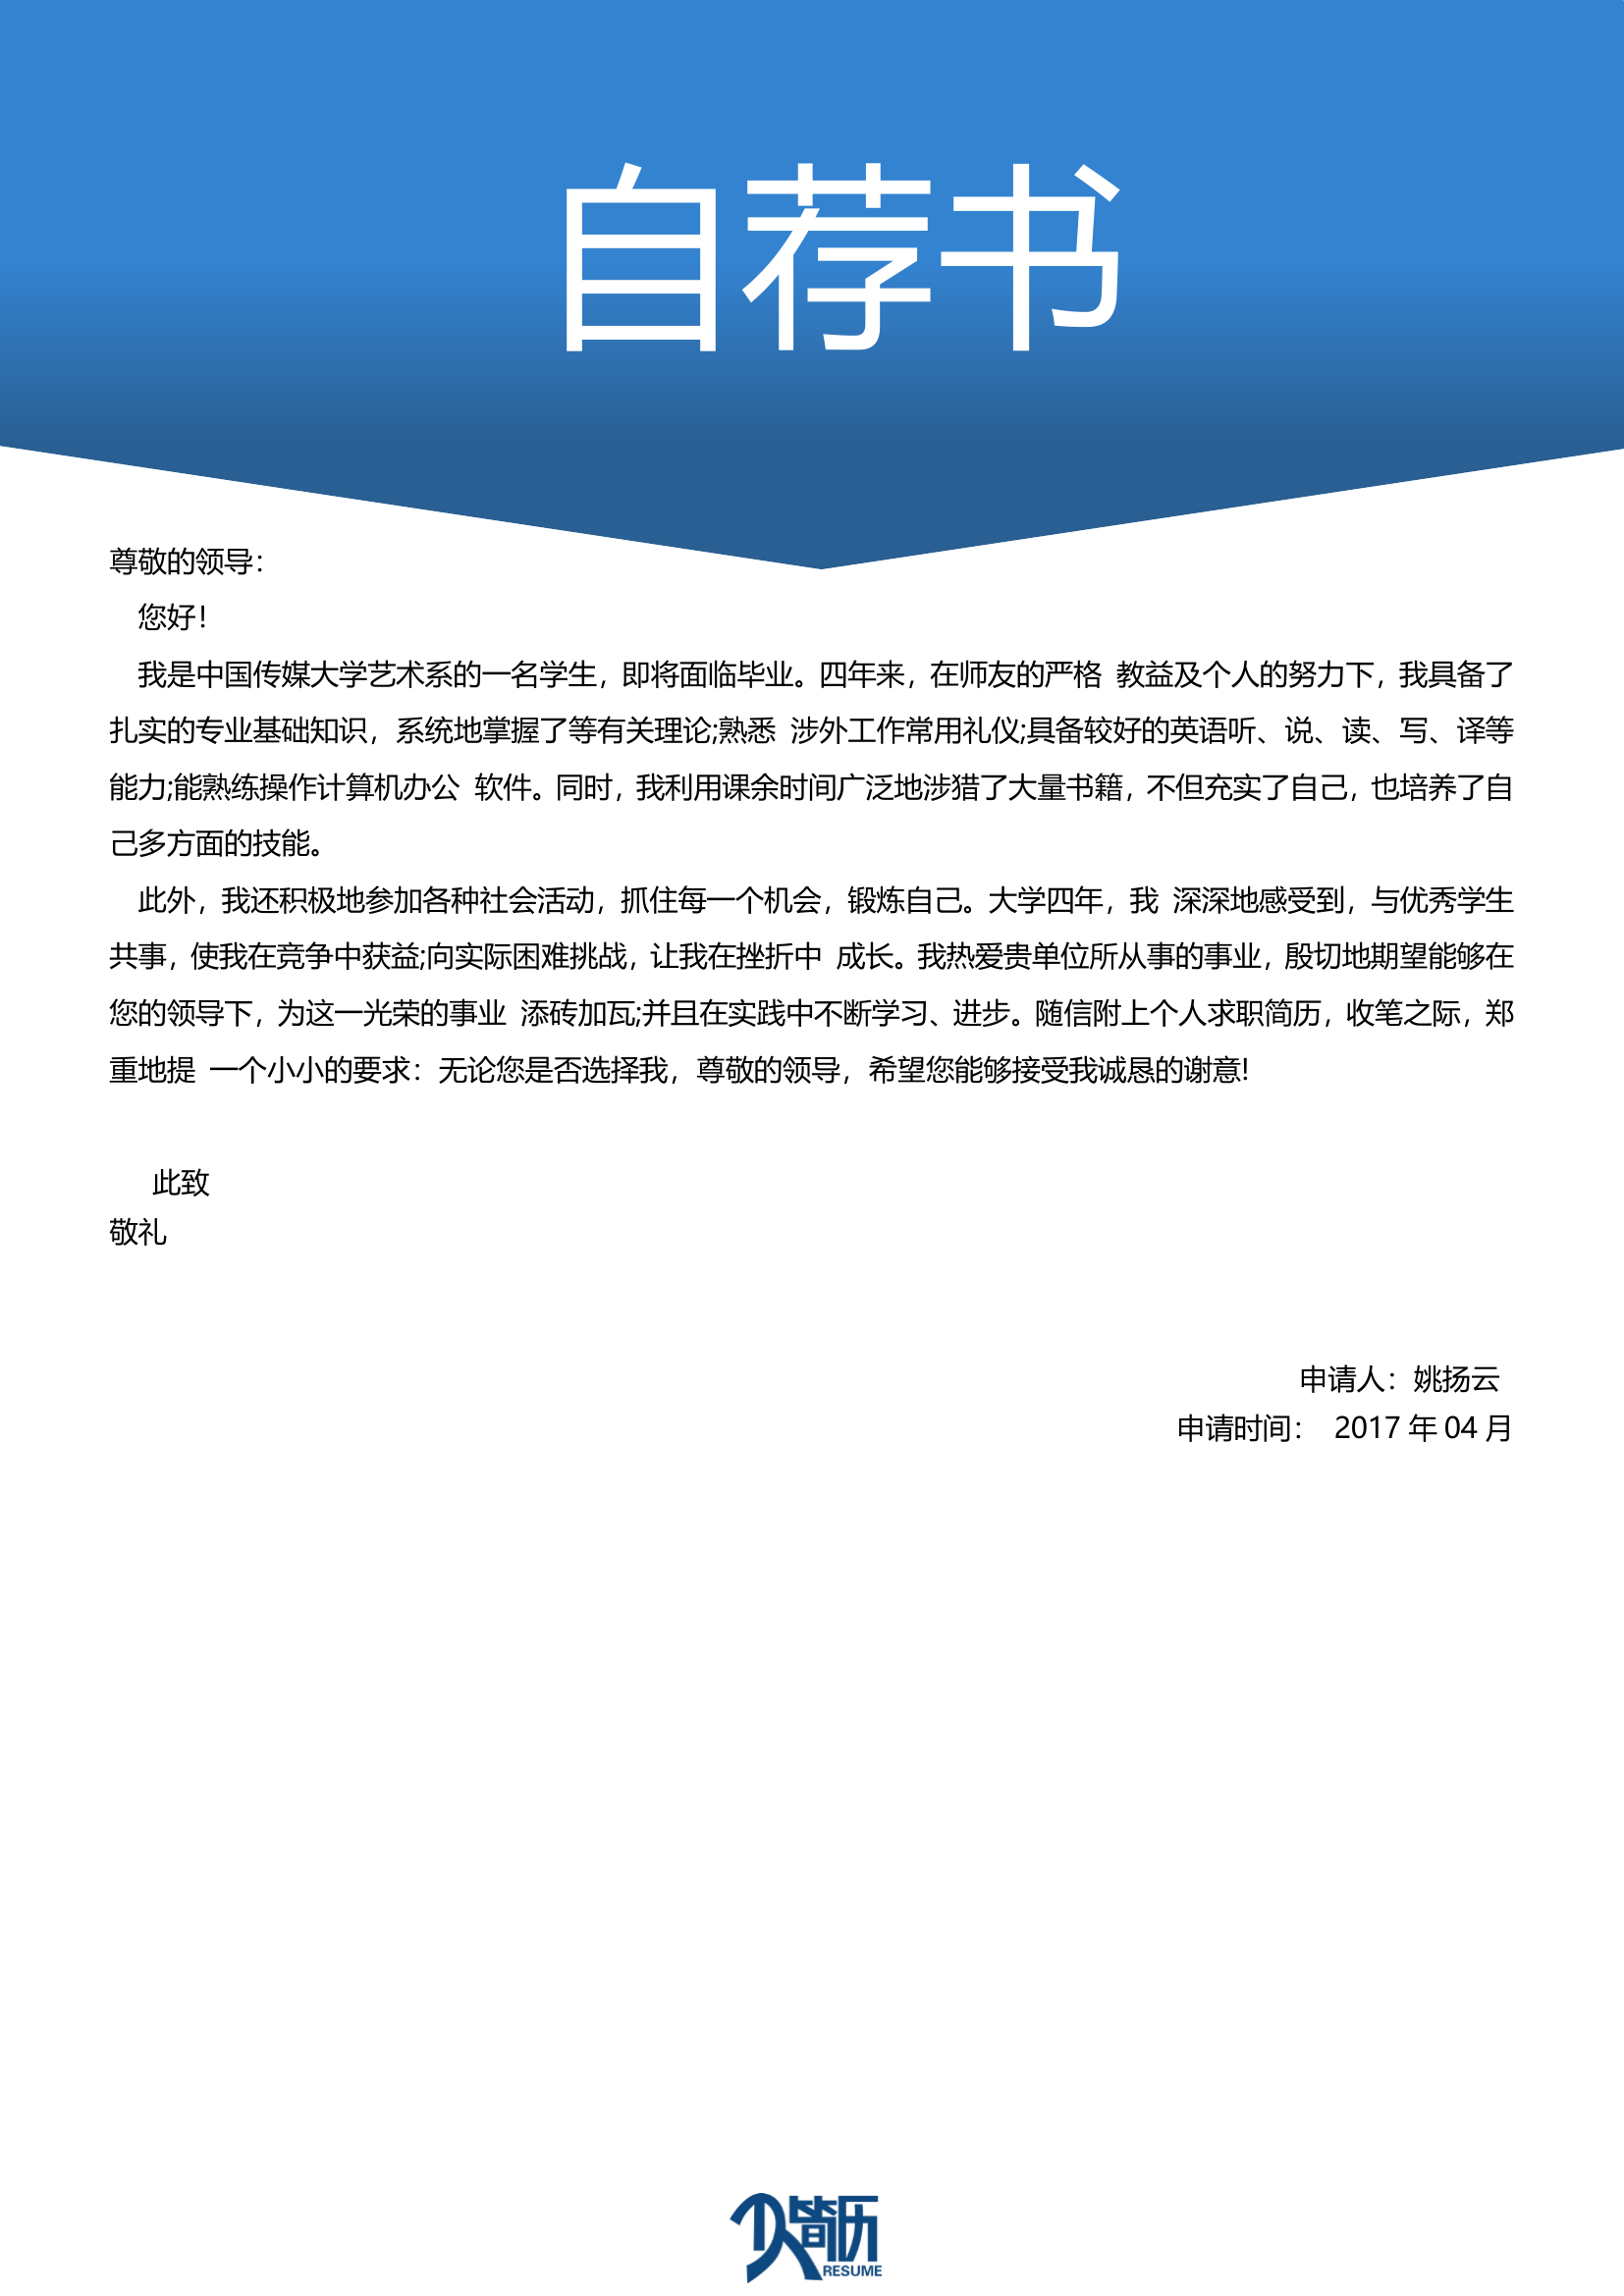 自荐书
尊敬的领导：
您好！
我是中国传媒大学艺术系的一名学生，即将面临毕业。四年来，在师友的严格 教益及个人的努力下，我具备了
扎实的专业基础知识，系统地掌握了等有关理论;熟悉 涉外工作常用礼仪;具备较好的英语听、说、读、写、译等
能力;能熟练操作计算机办公 软件。同时，我利用课余时间广泛地涉猎了大量书籍，不但充实了自己，也培养了自
己多方面的技能。
此外，我还积极地参加各种社会活动，抓住每一个机会，锻炼自己。大学四年，我 深深地感受到，与优秀学生
共事，使我在竞争中获益;向实际困难挑战，让我在挫折中 成长。我热爱贵单位所从事的事业，殷切地期望能够在
您的领导下，为这一光荣的事业 添砖加瓦;并且在实践中不断学习、进步。随信附上个人求职简历，收笔之际，郑
重地提 一个小小的要求：无论您是否选择我，尊敬的领导，希望您能够接受我诚恳的谢意!
此致
敬礼
申请人：姚扬云
申请时间： 2017 年 04 月
简历
RESUME